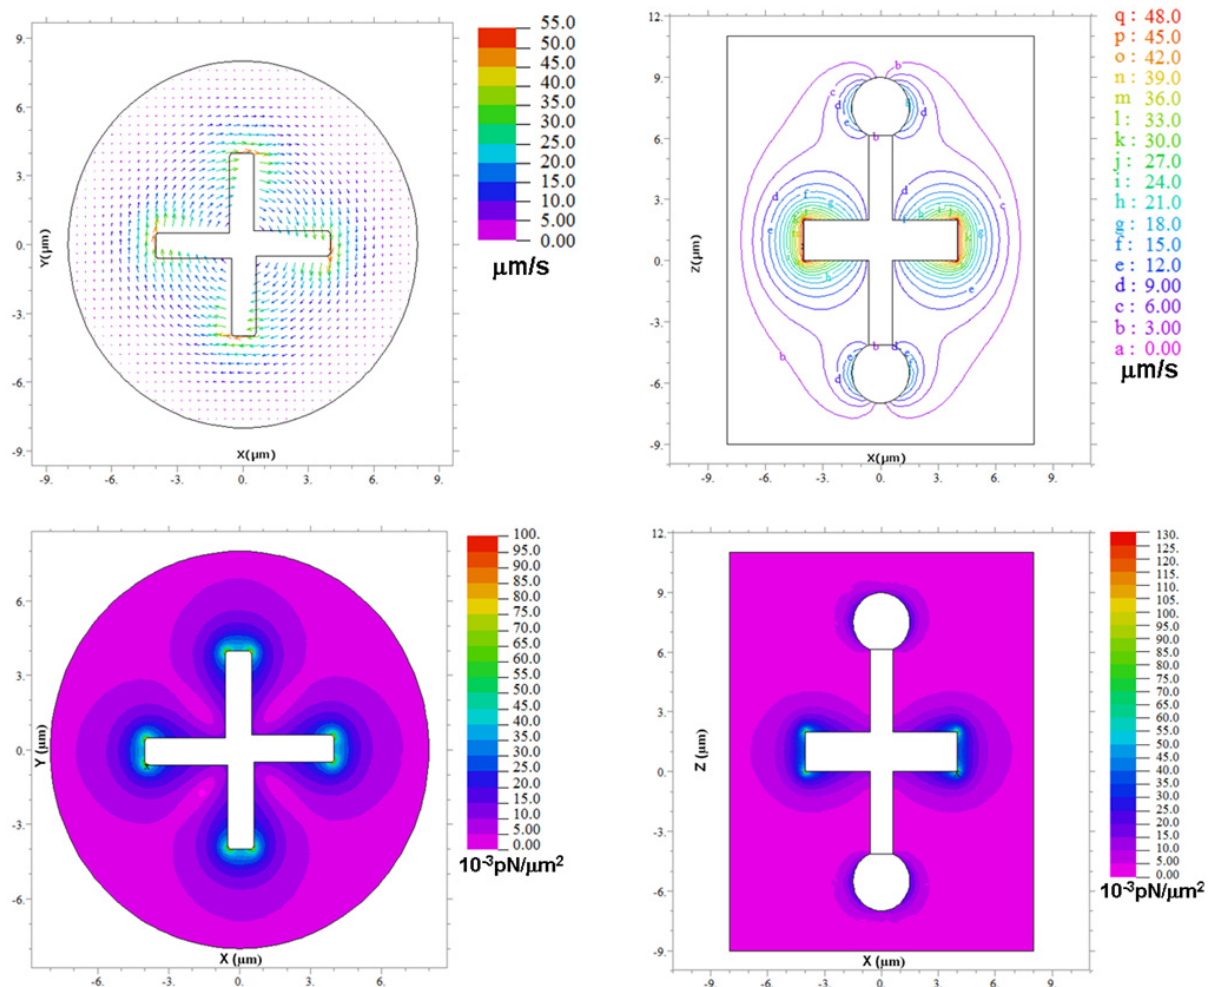 9.
6.
3.
0.
-3.
-6.
-9.
Y(μm)
X(μm)
-9. -6. -3. 0. 3. 6. 9.
55.0
50.0
45.0
40.0
35.0
30.0
25.0
20.0
15.0
10.0
5.00
0.00
μm/s
12.
9.
6.
3.
0.
-3.
-6.
-9.
Z(μm)
b
c
d
e
b
d
d
c
e
b
b
d
e
d
b
X(μm)
-9. -6. -3. 0. 3. 6. 9.
q : 48.0
p : 45.0
o : 42.0
n : 39.0
m 36.0
l : 33.0
k : 30.0
j : 27.0
i : 24.0
h : 21.0
g : 18.0
f : 15.0
e : 12.0
d : 9.00
c : 6.00
b : 3.00
a : 0.00
μm/s
6.
3.
0.
-3.
-6.
Y (μm)
X (μm)
-6. -3. 0. 3. 6.
100.
95.0
90.0
85.0
80.0
75.0
70.0
65.0
60.0
55.0
50.0
45.0
40.0
35.0
30.0
25.0
20.0
15.0
10.0
5.00
0.00
10-3pN/μm2
12.
9.
6.
3.
0.
-3.
-6.
-9.
Z (μm)
X (μm)
-9. -6. -3. 0. 3. 6. 9.
130.
125.
120.
115.
110.
105.
100.
95.0
90.0
85.0
80.0
75.0
70.0
65.0
60.0
55.0
50.0
45.0
40.0
35.0
30.0
25.0
20.0
15.0
10.0
5.00
0.00
10-3pN/μm2